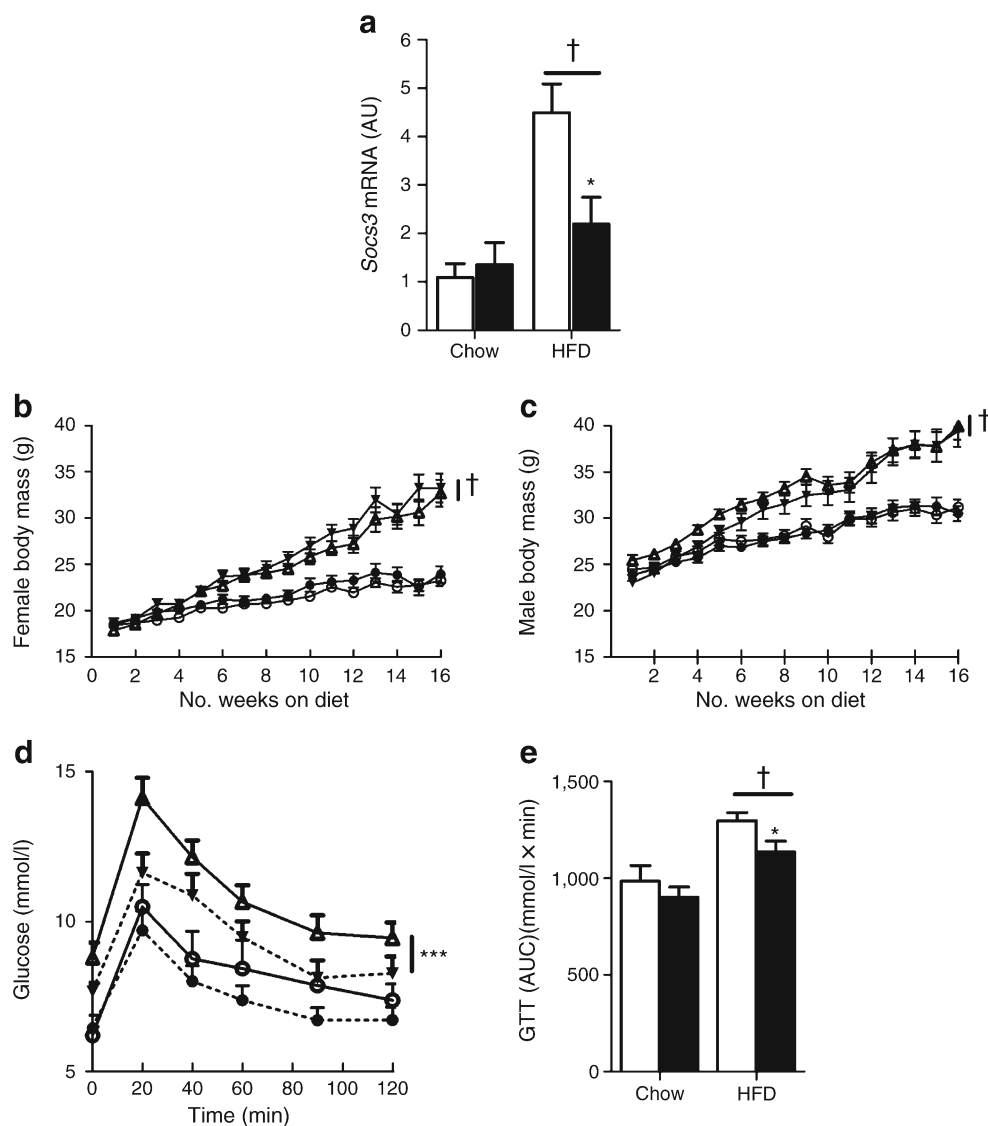 a
6
5
4
3
2
1
0
Socs3 mRNA (AU)
†
*
Chow HFD
b
40
35
30
25
20
15
Female body mass (g)
†
0 2 4 6 8 10 12 14 16
No. weeks on diet
c
40
35
30
25
20
15
Male body mass (g)
†
2 4 6 8 10 12 14 16
No. weeks on diet
d
15
10
5
Glucose (mmol/l)
***
0 20 40 60 80 100 120
Time (min)
e
1,500
1,000
500
0
GTT (AUC)(mmol/l × min)
†
*
Chow HFD